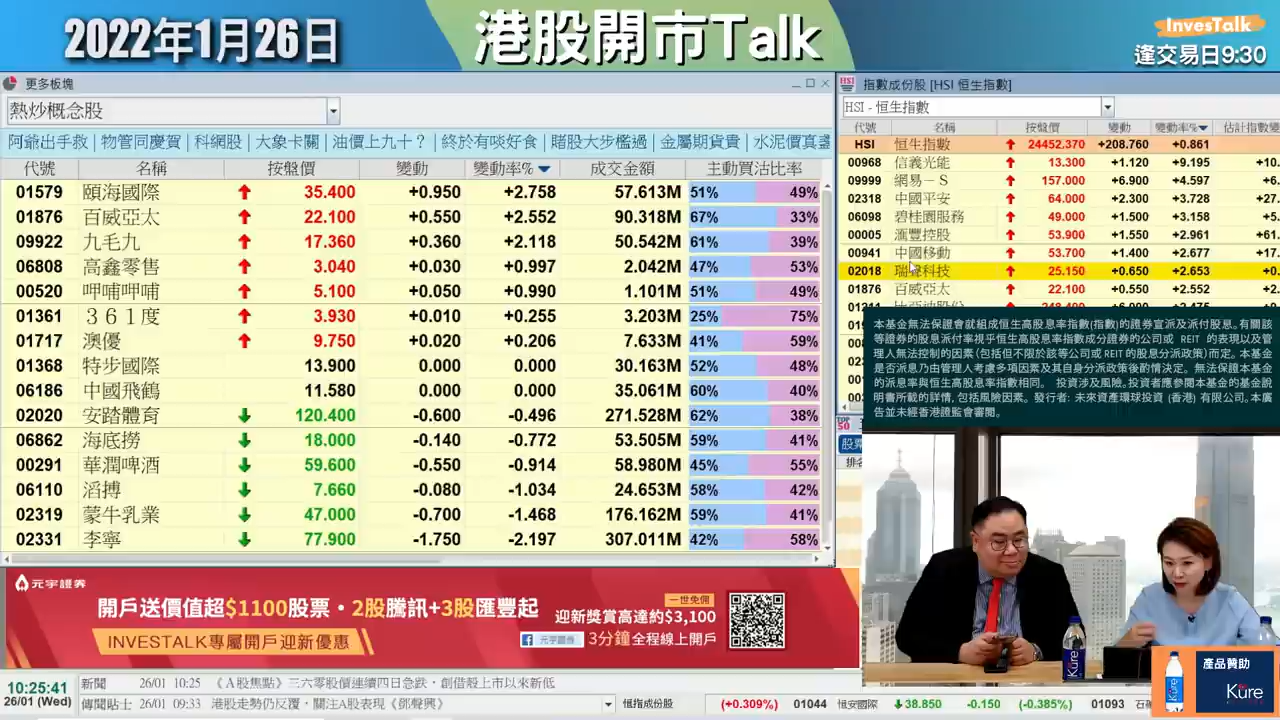 2022年1月26日
港股開市Talk
InvesTalk
逢交易日9:30
更多板塊
熱炒概念股
阿爺出手救|物管同慶賀|科網股|大象卡關|油價上九十?|終於有啖好食|賭股大步檻過|金屬期貨貴|水泥價真
代號 名稱 按盤價 變動 變動率% 成交金額 主動買沽比率
01579 頤海國際 35.400 +0.950 +2.758 57.613M 51% 49%
01876 百威亞太 22.100 +0.550 +2.552 90.318M 67% 33%
09922 九毛九 17.360 +0.360 +2.118 50.542M 61% 39%
06808 高鑫零售 3.040 +0.030 +0.997 2.042M 47% 53%
00520 呷哺呷哺 5.100 +0.050 +0.990 1.101M 51% 49%
01361 361度 3.930 +0.010 +0.255 3.203M 25% 75%
01717 澳優 9.750 +0.020 +0.206 7.633M 41% 59%
01368 特步國際 13.900 0.000 0.000 30.163M 52% 48%
06186 中國飛鶴 11.580 0.000 0.000 35.061M 60% 40%
02020 安踏體育 120.400 -0.600 -0.496 271.528M 62% 38%
06862 海底撈 18.000 -0.140 -0.772 53.505M 59% 41%
00291 華潤啤酒 59.600 -0.550 -0.914 58.980M 45% 55%
06110 滔搏 7.660 -0.080 -1.034 24.653M 58% 42%
02319 蒙牛乳業 47.000 -0.700 -1.468 176.162M 59% 41%
02331 李寧 77.900 -1.750 -2.197 307.011M 42% 58%
HSI 指數成份股 [HSI 恒生指數]
HSI - 恒生指數
代號 名稱 按盤價 變動 變動率% 估計指數變
HSI 恒生指數 24452.370 +208.760 +0.861
00968 信義光能 13.300 +1.120 +9.195 +10.
09999 網易－S 157.000 +6.900 +4.597 +6.
02318 中國平安 64.000 +2.300 +3.728 +27.
06098 碧桂園服務 49.000 +1.500 +3.158 +5.
00005 滙豐控股 53.900 +1.550 +2.961 +61.
00941 中國移動 53.700 +1.400 +2.677 +17.
02018 瑞聲科技 25.150 +0.650 +2.653 +0.
01876 百威亞太 22.100 +0.550 +2.552 +2.
本基金無法保證會就組成恒生高股息率指數(指數)的證券宣派及派付股息。有關該
等證券的股息派付率視乎恒生高股息率指數成分證券的公司或 REIT 的表現以及管
理人無法控制的因素(包括但不限於該等公司或REIT的股息分派政策)而定。本基金
是否派息乃由管理人考慮多項因素及其自身分派政策後酌情決定。無法保證本基金
的派息率與恒生高股息率指數相同。 投資涉及風險。投資者應參閱本基金的基金說
明書所載的詳情,包括風險因素。發行者: 未來資產環球投資 (香港) 有限公司。本廣
告並未經香港證監會審閱。
TOP 50
股票
排名
元宇證券
開戶送價值超$1100股票・2股騰訊+3股匯豐起
INVESTALK專屬開戶迎新優惠
一世免佣
迎新獎賞高達約$3,100
元宇證券
3分鐘全程線上開戶
Kure
產品贊助
Kure
Kure
10:25:41
26/01 (Wed)
新聞 26/01 10:25 《A股焦點》三六零股價連續四日急跌，創借殼上市以來新低
傳聞貼士 26/01 09:33 港股走勢仍反覆，關注A股表現《鄧聲興》
恒指成份股 (+0.309%) 01044 恒安國際 38.850 -0.150 (-0.385%) 01093